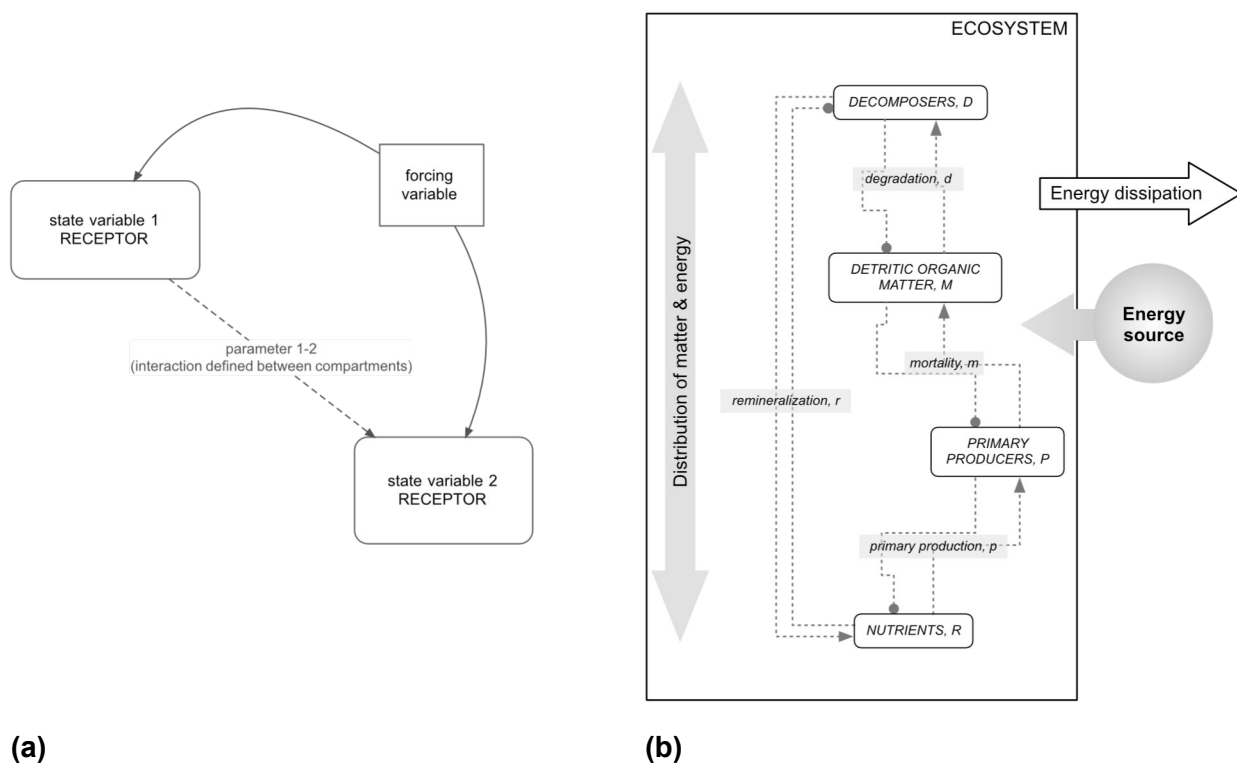 forcing
variable
state variable 1
RECEPTOR
parameter 1-2
(interaction defined between compartments)
state variable 2
RECEPTOR
(a)
ECOSYSTEM
DECOMPOSERS, D
degradation, d
Energy dissipation
DETRITIC ORGANIC
MATTER, M
Energy
source
Distribution of matter & energy
mortality, m
remineralization, r
PRIMARY
PRODUCERS, P
primary production, p
NUTRIENTS, R
(b)